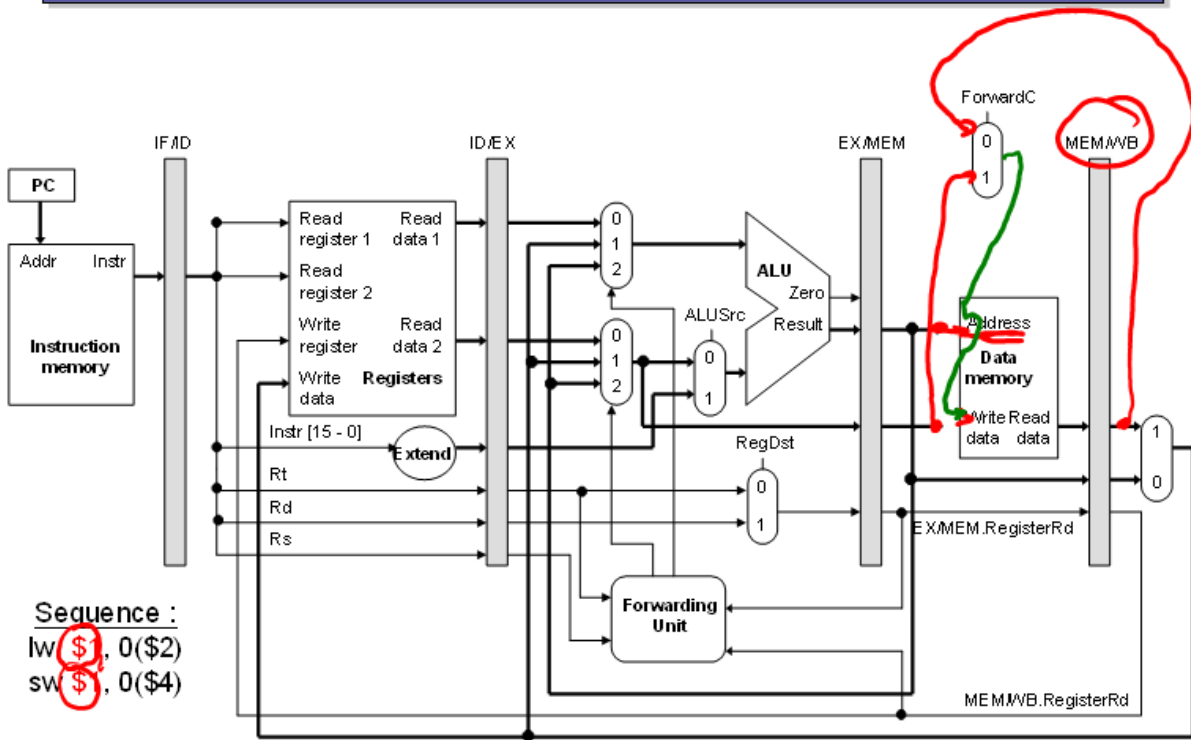 ForwardC
0
1
IF/ID
ID/EX
EX/MEM
MEM/WB
PC
Addr Instr
Instruction
memory
Read
register 1
Read
data 1
Read
register 2
Write
register
Read
data 2
Write
data
Registers
Instr [15 - 0]
Extend
Rt
Rd
Rs
0
1
2
0
1
2
ALUSrc
0
1
ALU
Zero
Result
RegDst
0
1
Address
Data
memory
Write
data
Read
data
1
0
EX/MEM.RegisterRd
Forwarding
Unit
MEM/WB.RegisterRd
Sequence :
lw $1, 0($2)
sw $1, 0($4)